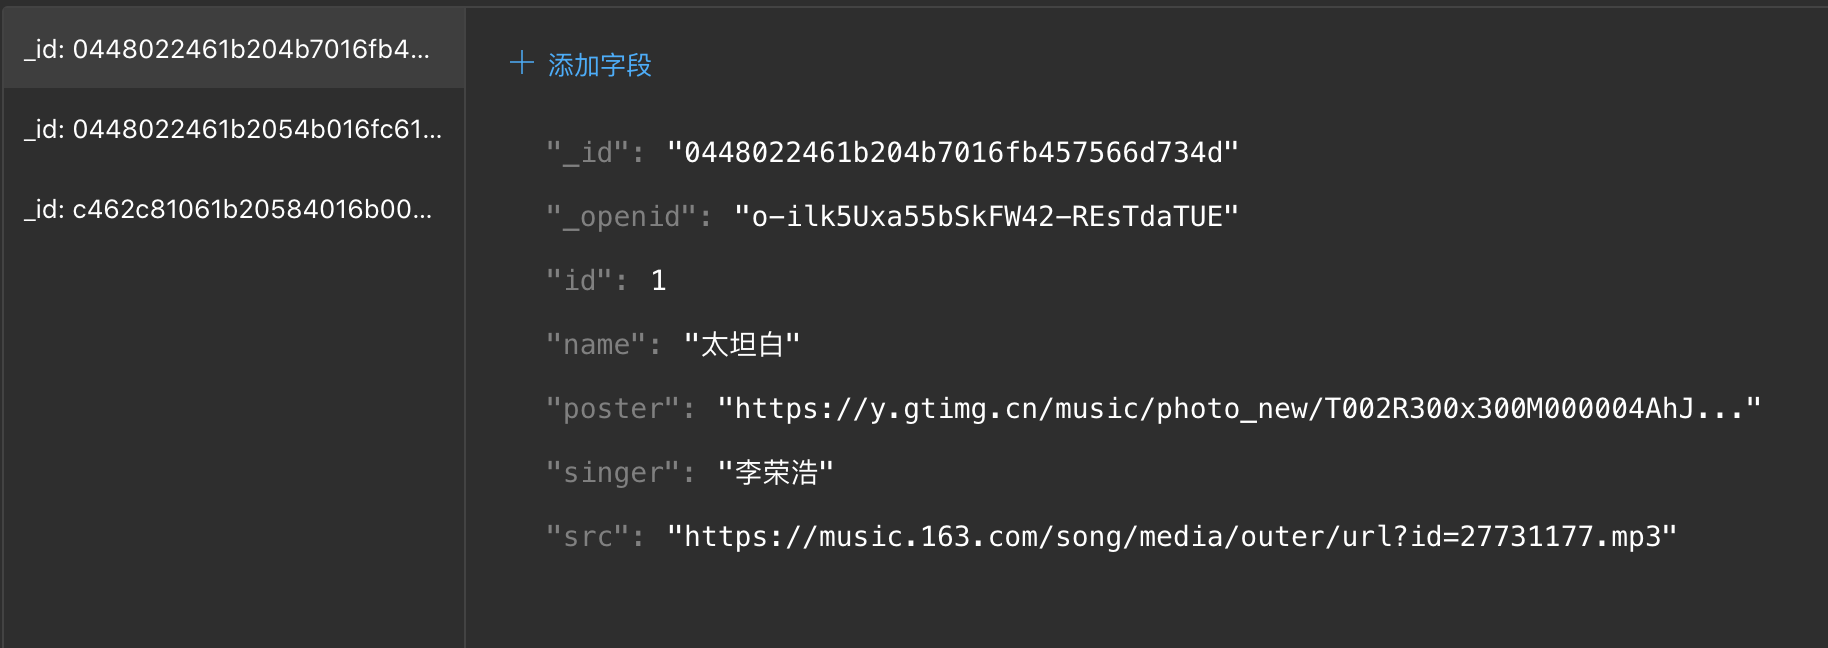 _id: 0448022461b204b7016fb4...
_id: 0448022461b2054b016fc61...
_id: c462c81061b20584016b00...
+ 添加字段
"_id": "0448022461b204b7016fb457566d734d"
"_openid": "o-ilk5Uxa55bSkFW42-REsTdaTUE"
"id": 1
"name": "太坦白"
"poster": "https://y.gtimg.cn/music/photo_new/T002R300x300M000004AhJ..."
"singer": "李荣浩"
"src": "https://music.163.com/song/media/outer/url?id=27731177.mp3"